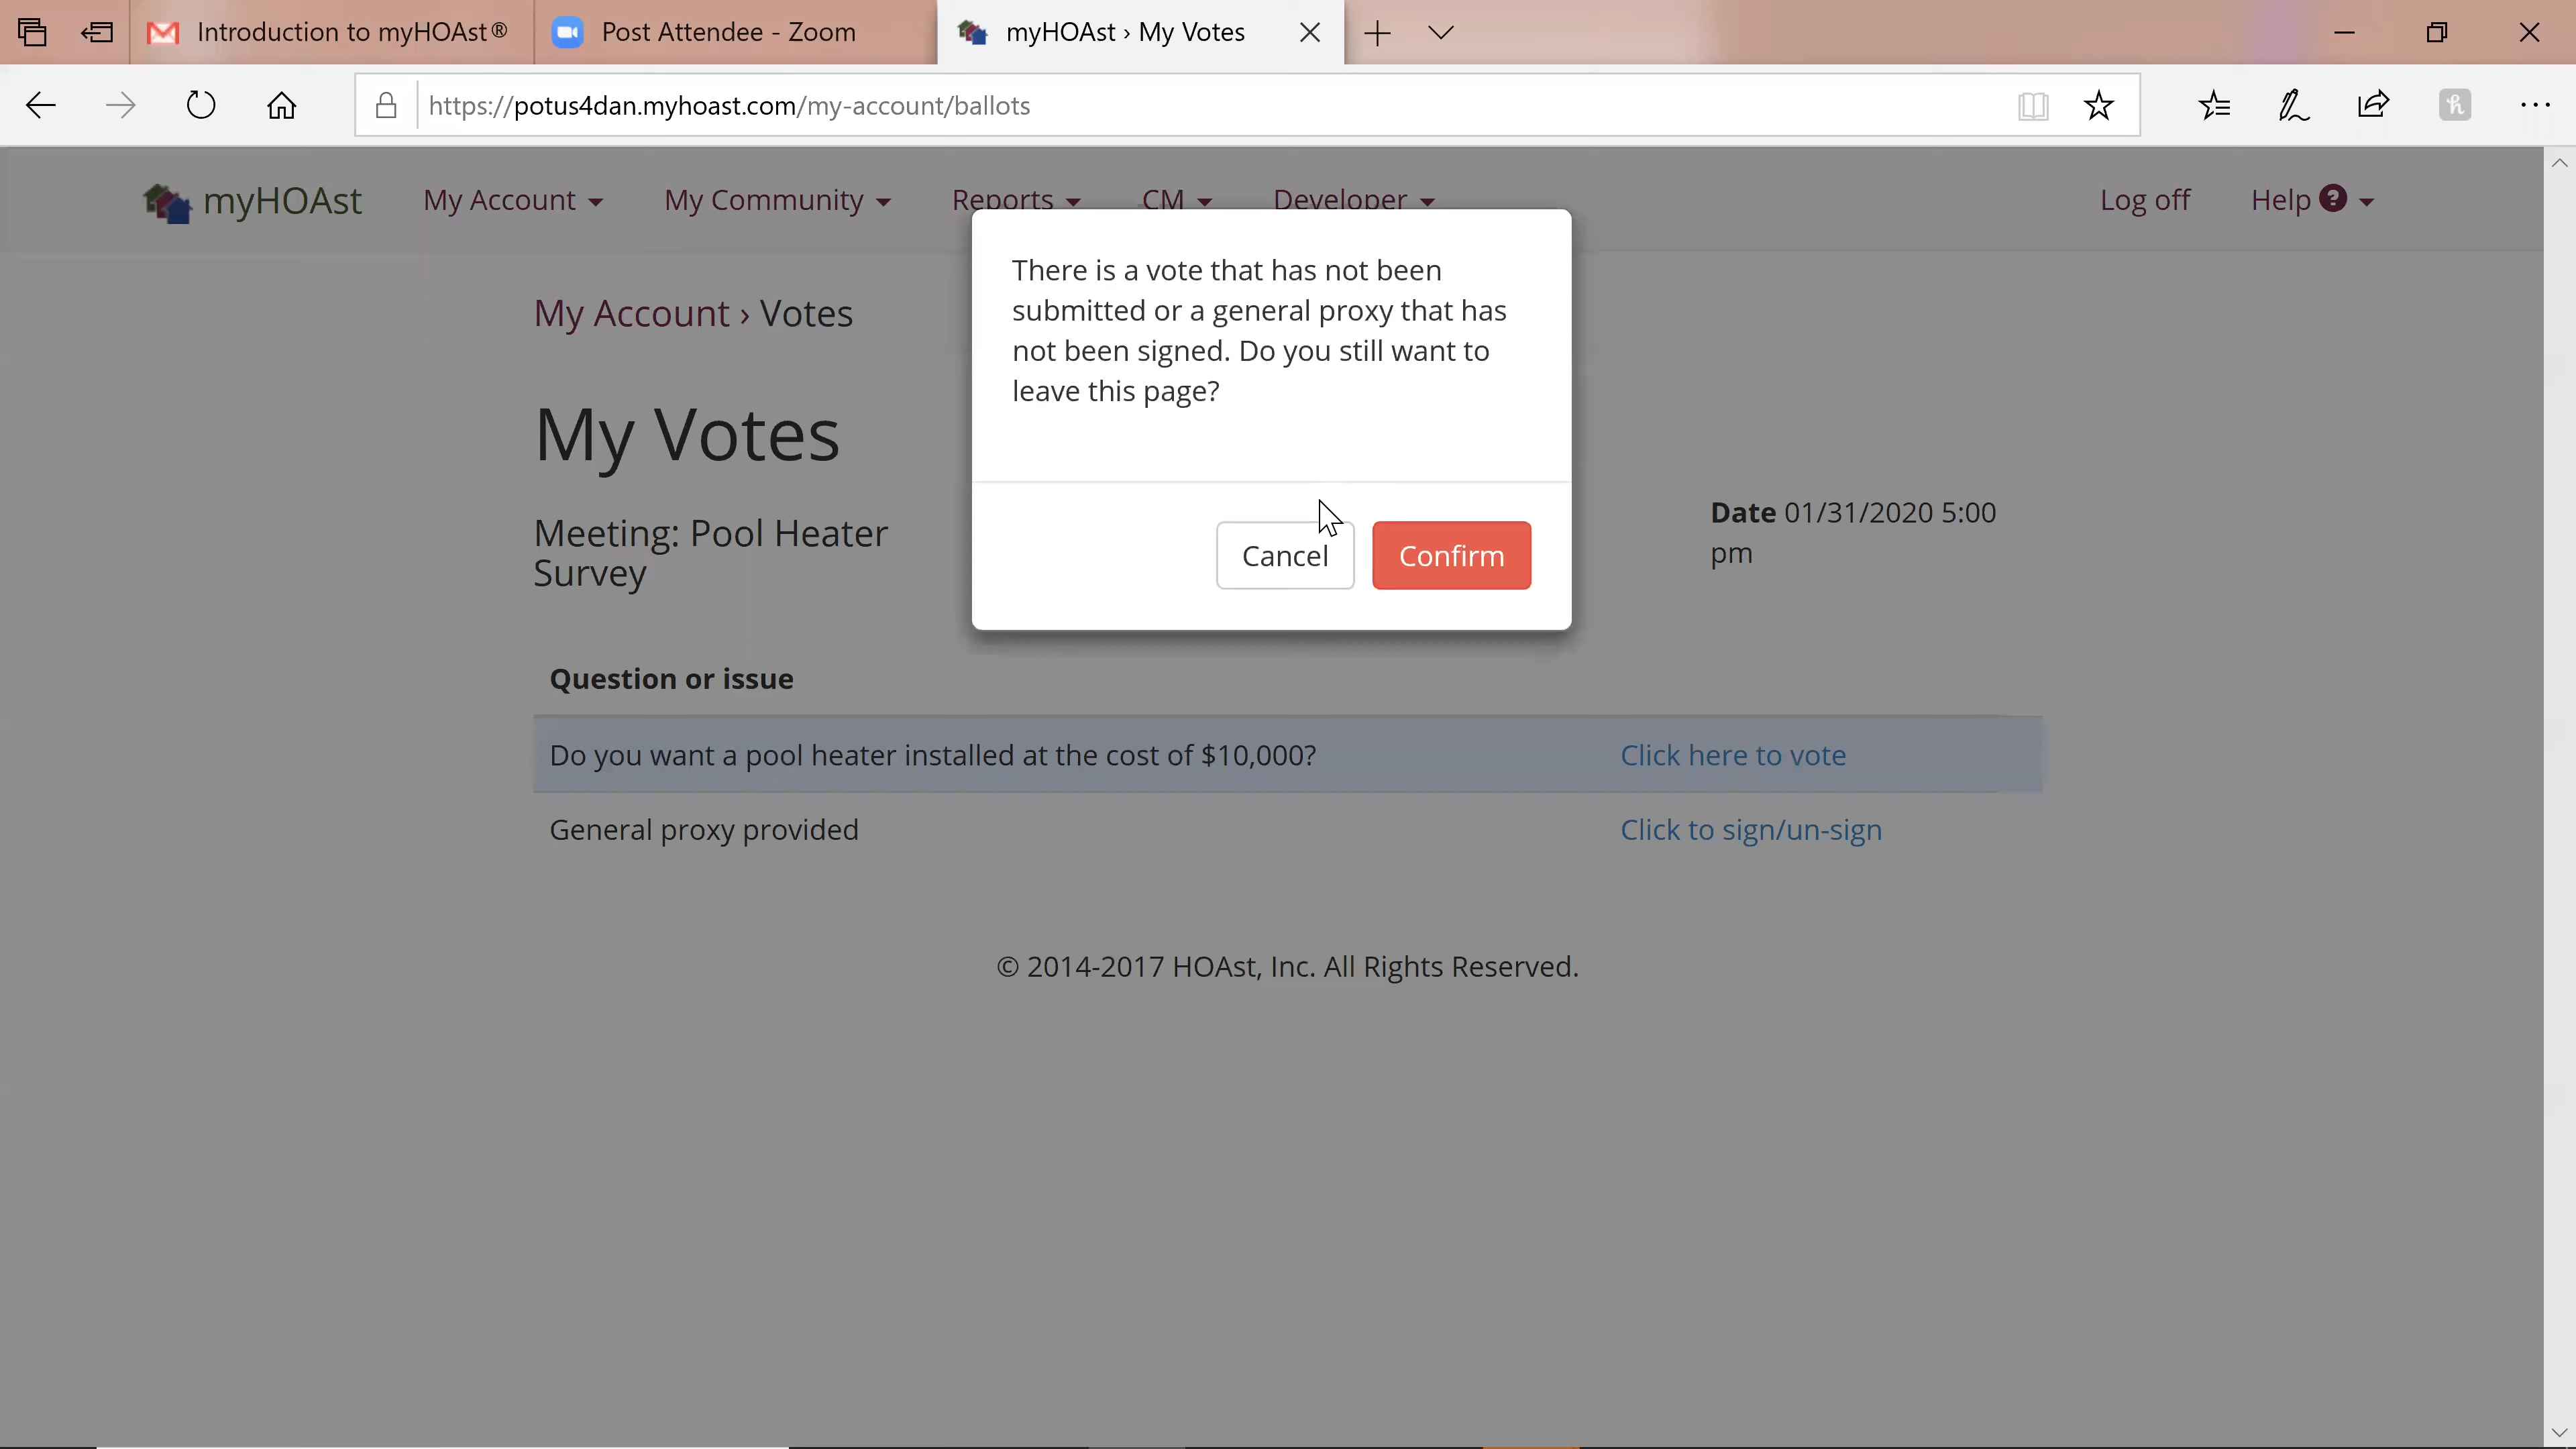 Introduction to myHOAst®
Post Attendee - Zoom
myHOAst › My Votes
https://potus4dan.myhoast.com/my-account/ballots
myHOAst
My Account
My Community
Reports
CM
Developer
Log off
Help ?
My Account › Votes
There is a vote that has not been
submitted or a general proxy that has
not been signed. Do you still want to
leave this page?
Cancel
Confirm
My Votes
Meeting: Pool Heater
Survey
Date 01/31/2020 5:00
pm
Question or issue
Do you want a pool heater installed at the cost of $10,000?
Click here to vote
General proxy provided
Click to sign/un-sign
© 2014-2017 HOAst, Inc. All Rights Reserved.